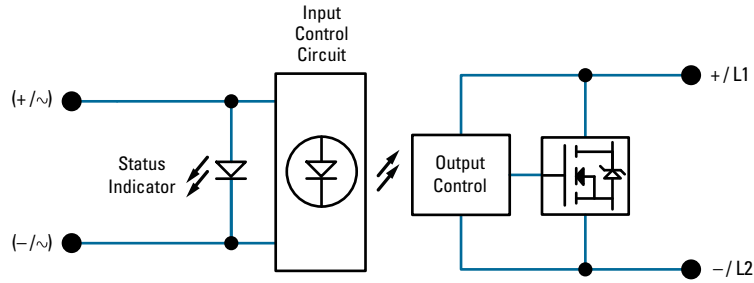 Input
Control
Circuit
(+/∼)
+/L1
Status
Indicator
Output
Control
(−/∼)
−/L2